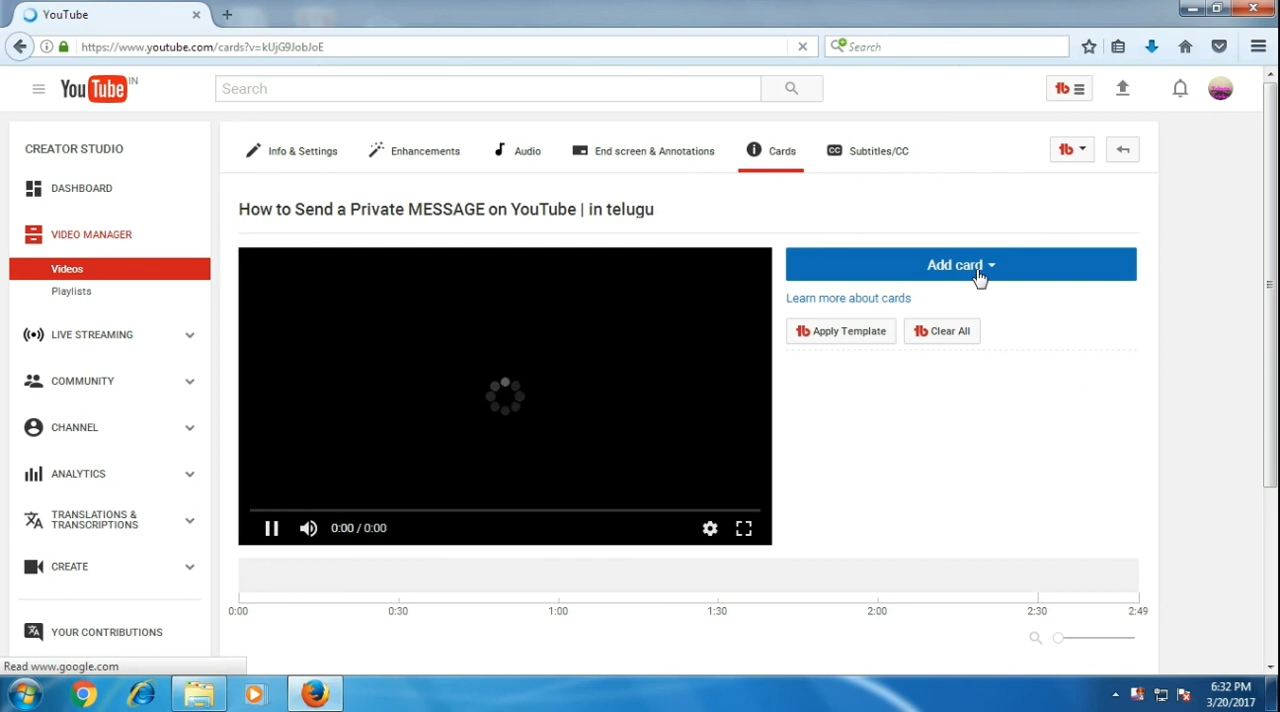 YouTube
https://www.youtube.com/cards?v=kUjG9JobJoE
Search
YouTube IN
Search
CREATOR STUDIO
DASHBOARD
VIDEO MANAGER
Videos
Playlists
LIVE STREAMING
COMMUNITY
CHANNEL
ANALYTICS
TRANSLATIONS &
TRANSCRIPTIONS
CREATE
YOUR CONTRIBUTIONS
Info & Settings
Enhancements
Audio
End screen & Annotations
Cards
CC Subtitles/CC
How to Send a Private MESSAGE on YouTube | in telugu
Add card
Learn more about cards
Apply Template
Clear All
0:00 / 0:00
0:00 0:30 1:00 1:30 2:00 2:30 2:49
Read www.google.com
6:32 PM
3/20/2017